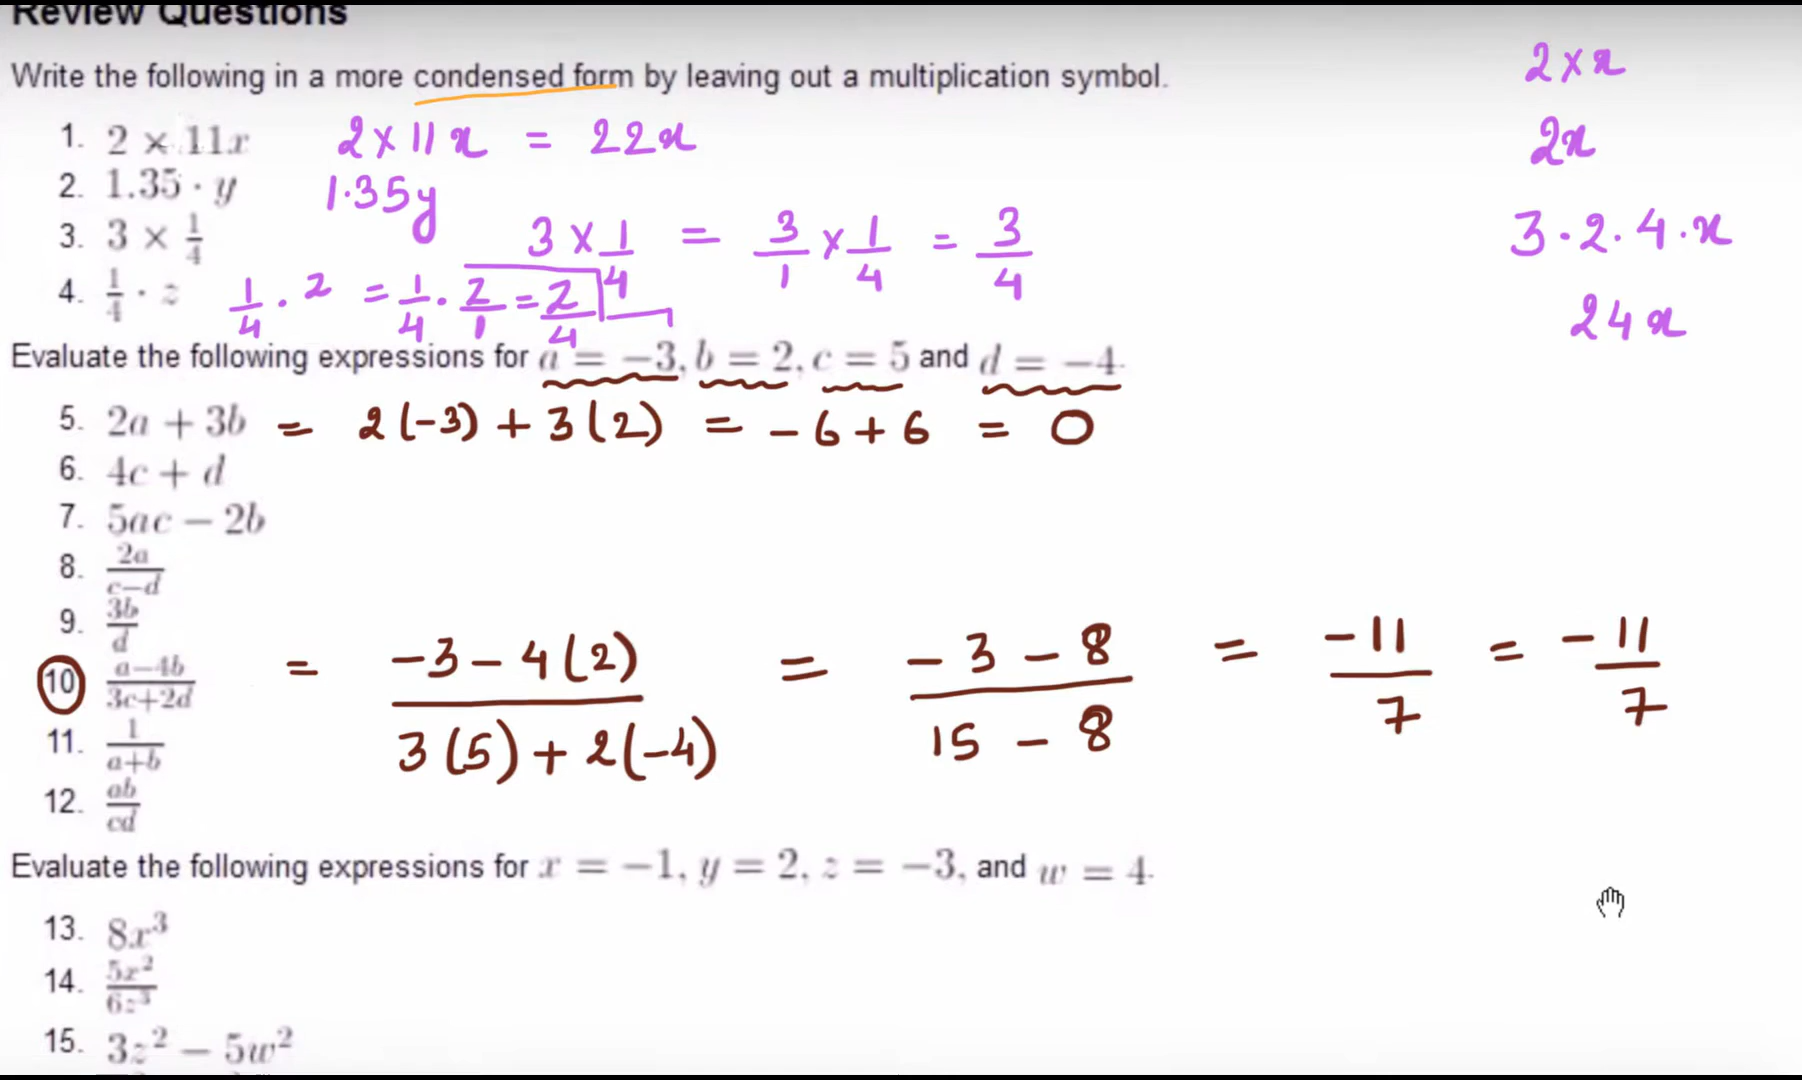 Review Questions
Write the following in a more condensed form by leaving out a multiplication symbol.
2 × x
1. 2 × 11x 2 × 11x = 22x
2x
2. 1.35 · y 1.35y
3. 3 × 1/4 3 × 1/4 = 3/1 × 1/4 = 3/4
3 · 2 · 4 · x
4. 1/4 · z 1/4 · 2 = 1/4 · 2/1 = 2/4
24x
Evaluate the following expressions for a = −3, b = 2, c = 5 and d = −4.
5. 2a + 3b = 2(-3) + 3(2) = -6+6 = 0
6. 4c + d
7. 5ac − 2b
8. 2a/(c−d)
9. 3b/d
10 (a−4b)/(3c+2d) = (-3-4(2))/(3(5)+2(-4)) = (-3-8)/(15-8) = -11/7 = -11/7
11. 1/(a+b)
12. ab/cd
Evaluate the following expressions for x = −1, y = 2, z = −3, and w = 4.
13. 8x³
14. 5x²/6z³
15. 3z² − 5w²